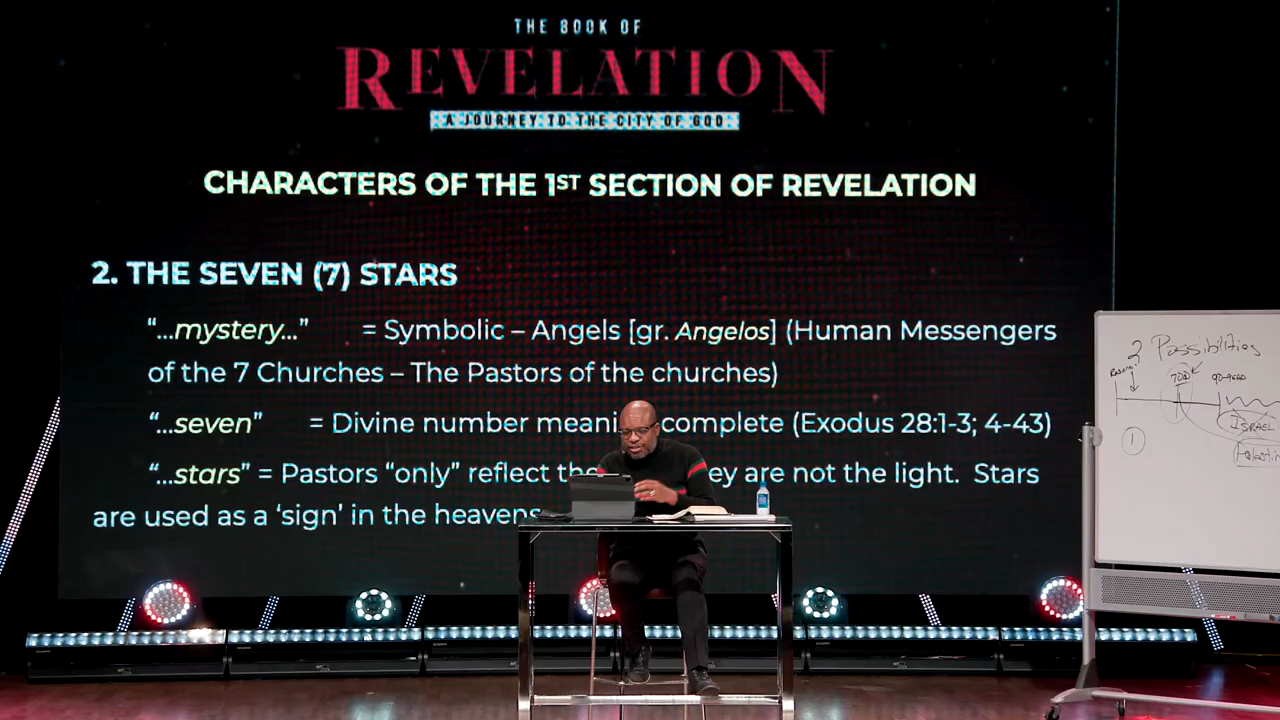 THE BOOK OF
REVELATION
A JOURNEY TO THE CITY OF GOD
CHARACTERS OF THE 1ST SECTION OF REVELATION
2. THE SEVEN (7) STARS
“...mystery...” = Symbolic – Angels [gr. Angelos] (Human Messengers
of the 7 Churches – The Pastors of the churches)
“...seven” = Divine number meani complete (Exodus 28:1-3; 4-43)
“...stars” = Pastors “only” reflect the ey are not the light. Stars
are used as a ‘sign’ in the heavens
2 Possibilities
70AD
ISRAEL
1